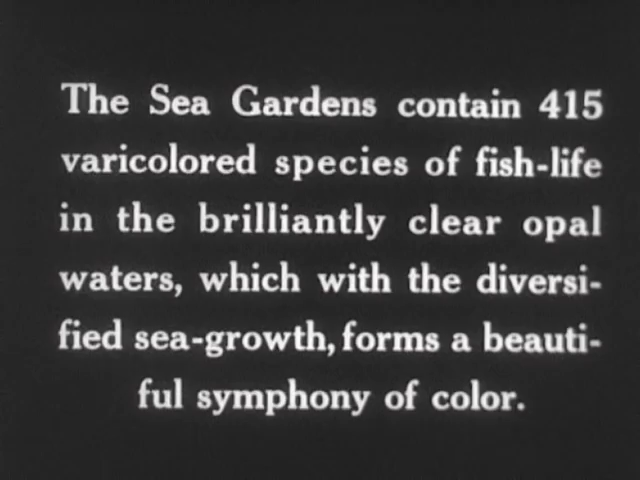 The Sea Gardens contain 415
varicolored species of fish-life
in the brilliantly clear opal
waters, which with the diversi-
fied sea-growth, forms a beauti-
ful symphony of color.